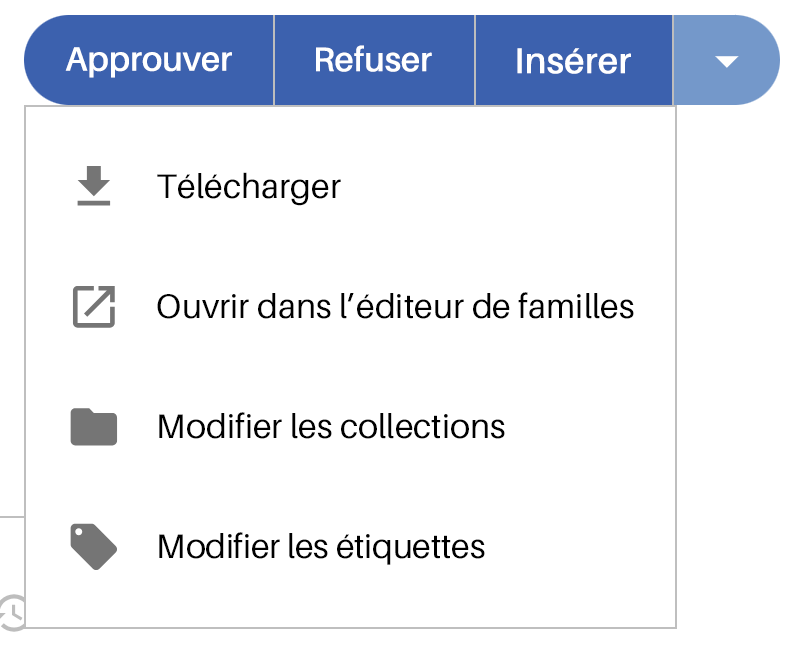 Approuver
Refuser
Insérer
Télécharger
Ouvrir dans l’éditeur de familles
Modifier les collections
Modifier les étiquettes